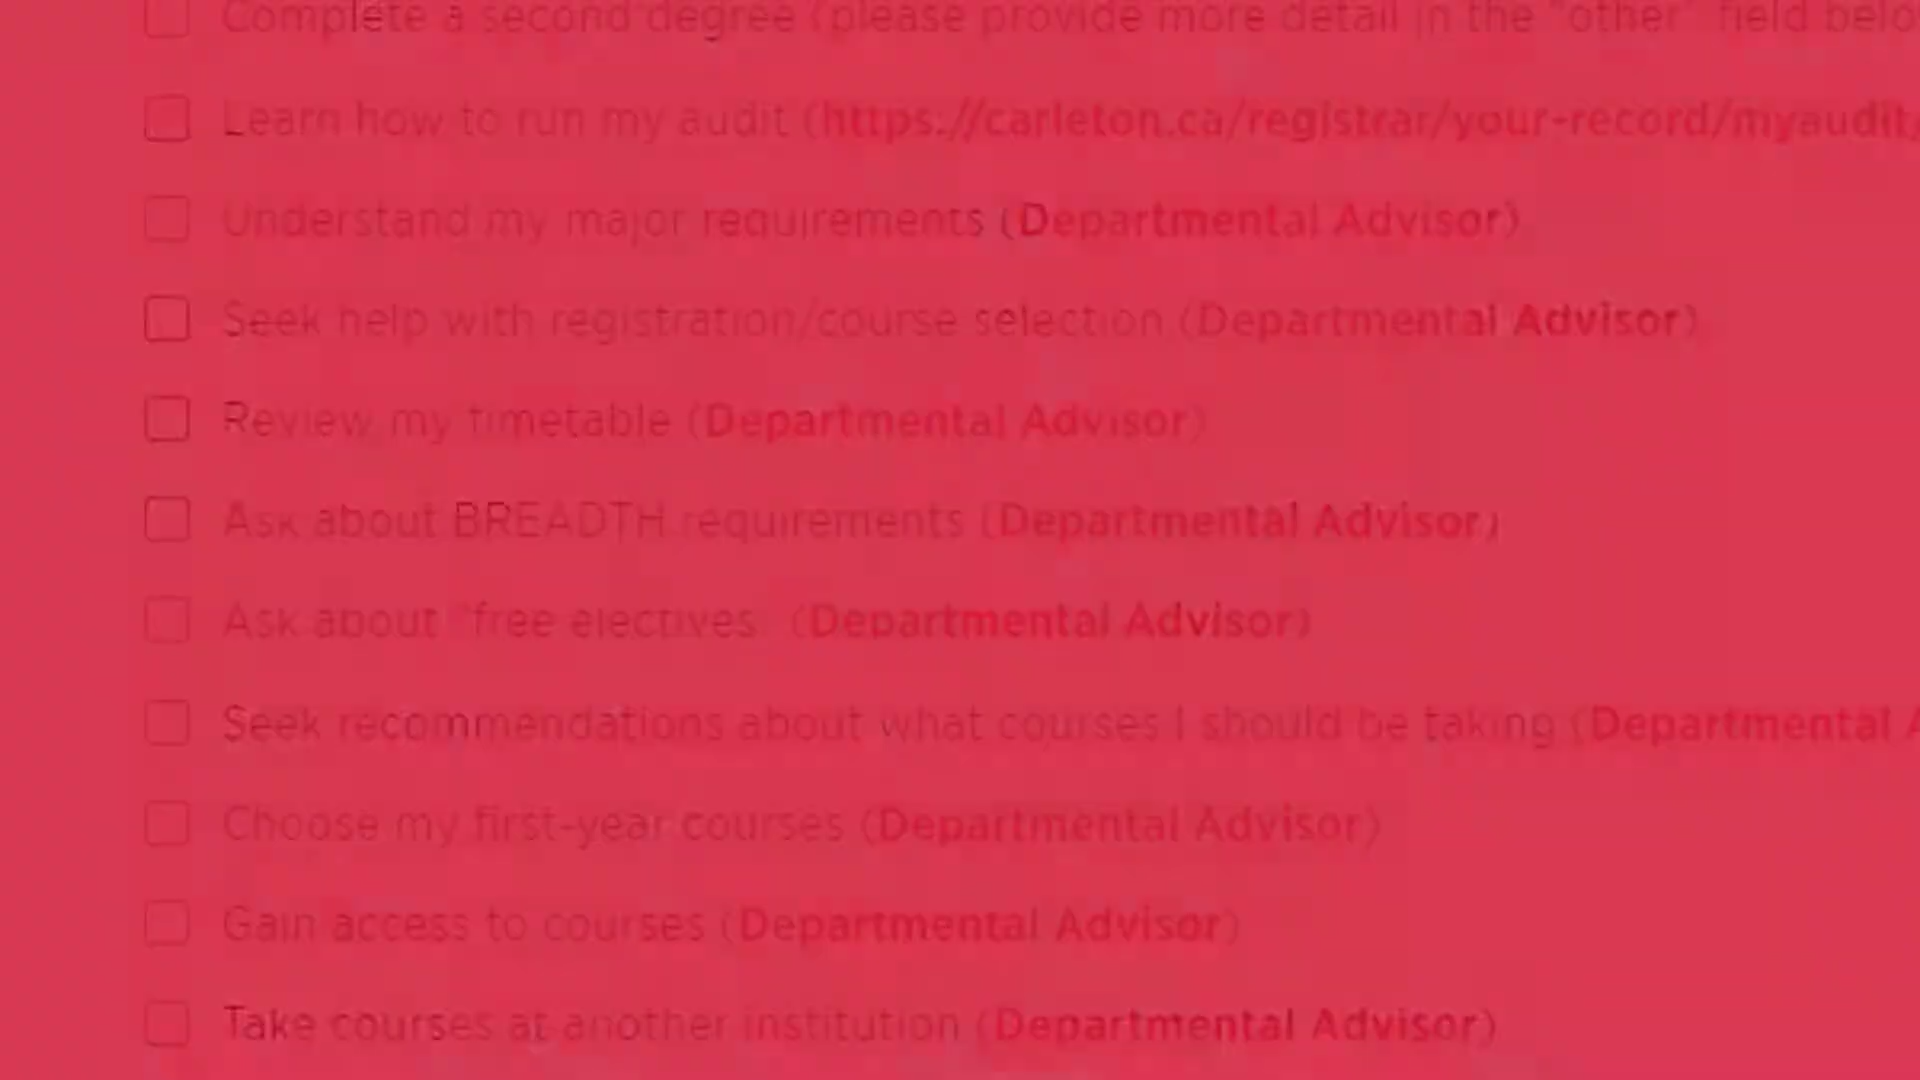 Complete a second degree (please provide more detail in the "other" field belo
Learn how to run my audit (https://carleton.ca/registrar/your-record/myaudit/
Understand my major requirements (Departmental Advisor)
Seek help with registration/course selection (Departmental Advisor)
Review my timetable (Departmental Advisor)
Ask about BREADTH requirements (Departmental Advisor)
Ask about "free electives" (Departmental Advisor)
Seek recommendations about what courses I should be taking (Departmental A
Choose my first-year courses (Departmental Advisor)
Gain access to courses (Departmental Advisor)
Take courses at another institution (Departmental Advisor)